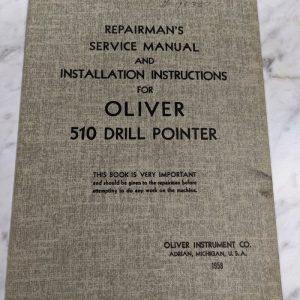 REPAIRMAN'S
SERVICE MANUAL
AND
INSTALLATION INSTRUCTIONS
FOR
OLIVER
510 DRILL POINTER
THIS BOOK IS VERY IMPORTANT
and should be given to the repairman before
attempting to do any work on the machine.
OLIVER INSTRUMENT CO.
ADRIAN, MICHIGAN, U. S. A.
1958